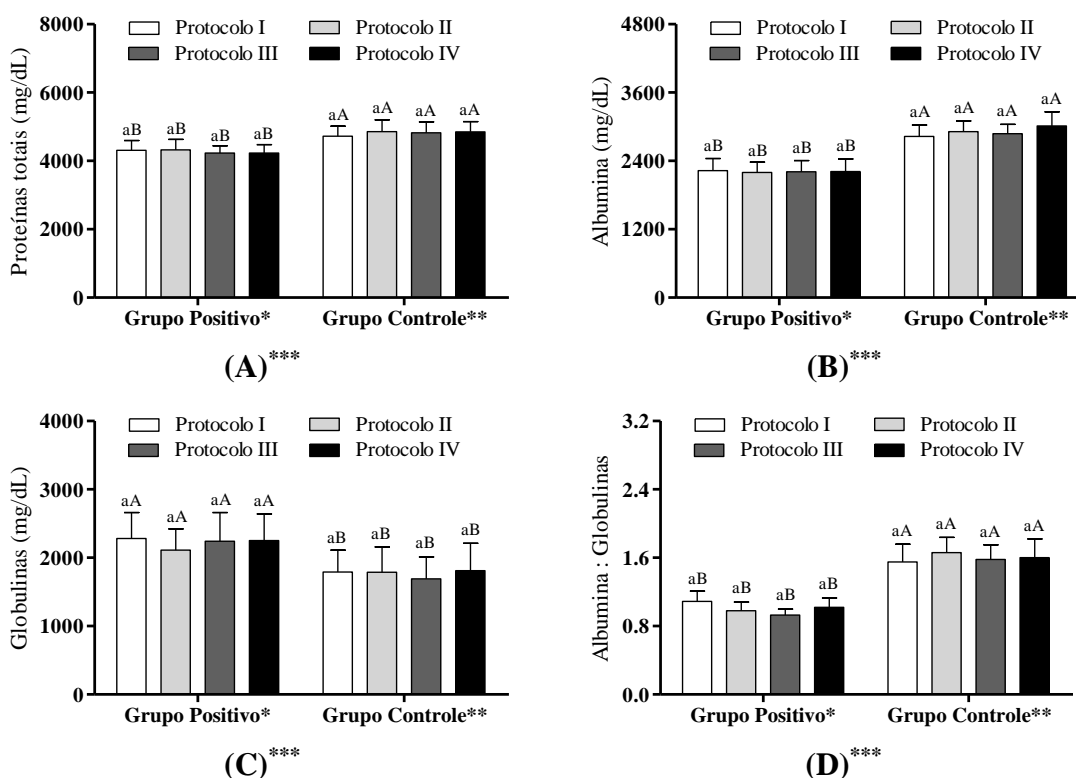 Proteínas totais (mg/dL)
8000
6000
4000
2000
0
Protocolo I
Protocolo II
Protocolo III
Protocolo IV
aB aB aB aB
aA aA aA aA
Grupo Positivo* Grupo Controle**
(A)***
Albumina (mg/dL)
4800
3600
2400
1200
0
Protocolo I
Protocolo II
Protocolo III
Protocolo IV
aB aB aB aB
aA aA aA aA
Grupo Positivo* Grupo Controle**
(B)***
Globulinas (mg/dL)
4000
3000
2000
1000
0
Protocolo I
Protocolo II
Protocolo III
Protocolo IV
aA aA aA aA
aB aB aB aB
Grupo Positivo* Grupo Controle**
(C)***
Albumina : Globulinas
3.2
2.4
1.6
0.8
0.0
Protocolo I
Protocolo II
Protocolo III
Protocolo IV
aB aB aB aB
aA aA aA aA
Grupo Positivo* Grupo Controle**
(D)***